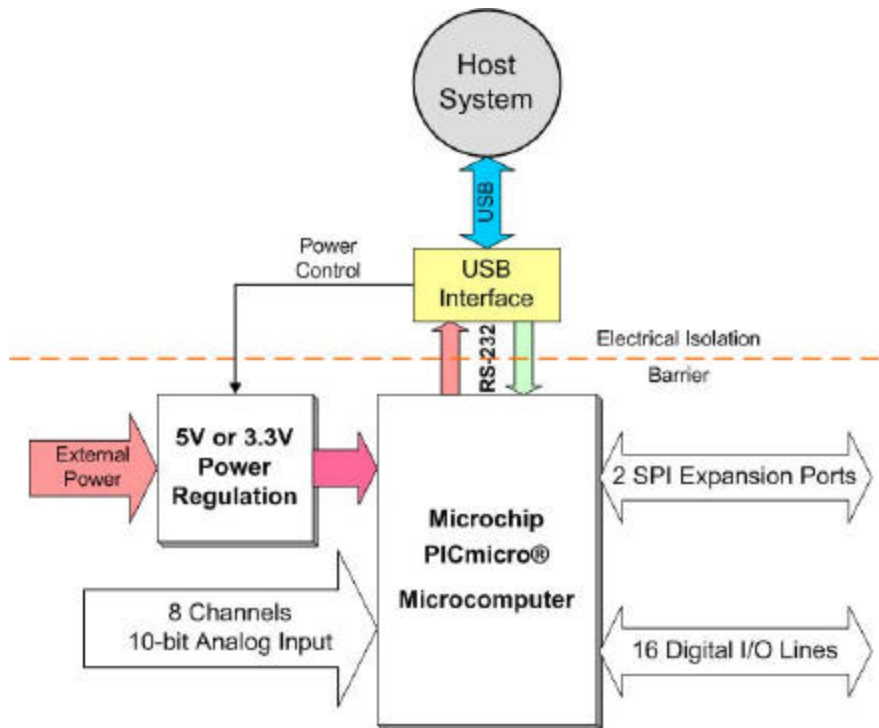 Host
System
USB
Power
Control
USB
Interface
RS-232
Electrical Isolation
Barrier
External
Power
5V or 3.3V
Power
Regulation
Microchip
PICmicro®
Microcomputer
2 SPI Expansion Ports
8 Channels
10-bit Analog Input
16 Digital I/O Lines